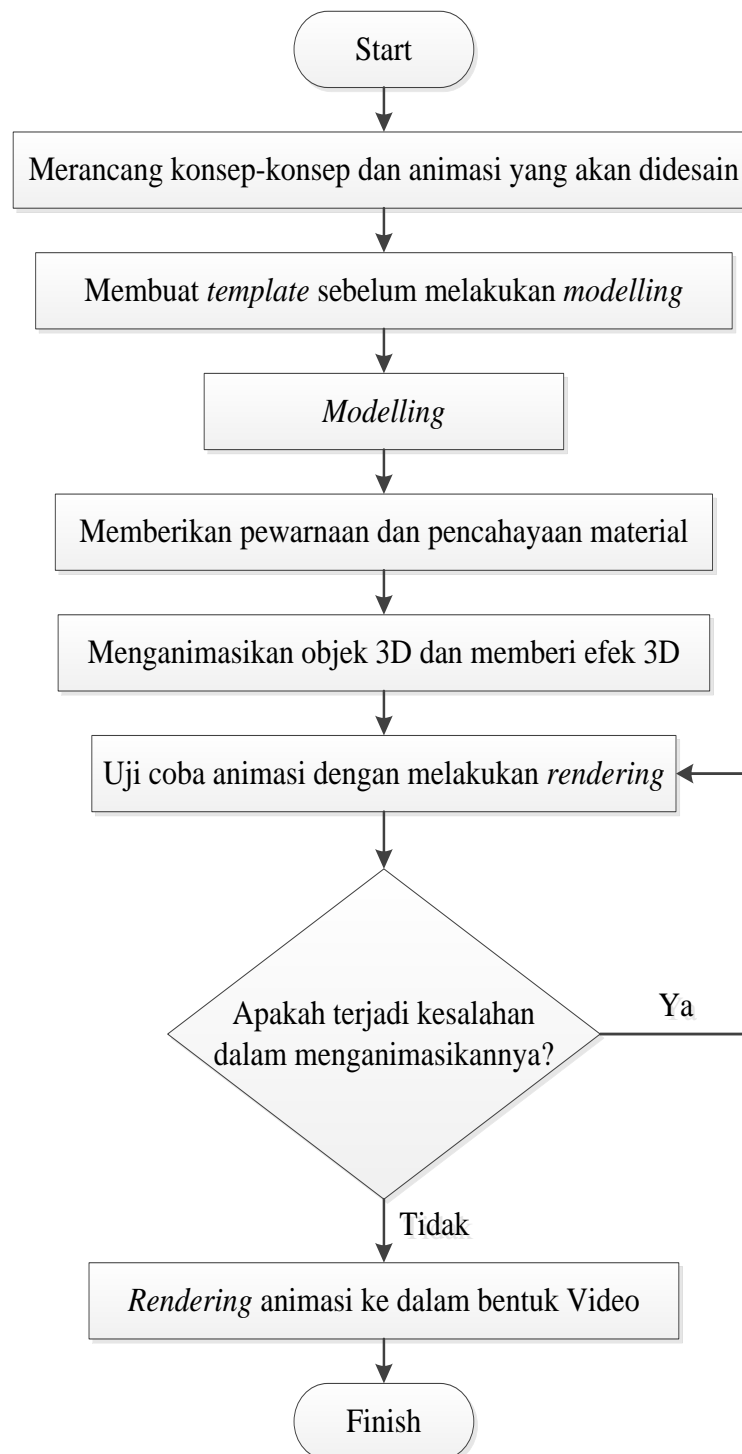 Start
Merancang konsep-konsep dan animasi yang akan didesain
Membuat template sebelum melakukan modelling
Modelling
Memberikan pewarnaan dan pencahayaan material
Menganimasikan objek 3D dan memberi efek 3D
Uji coba animasi dengan melakukan rendering
Apakah terjadi kesalahan
dalam menganimasikannya?
Ya
Tidak
Rendering animasi ke dalam bentuk Video
Finish